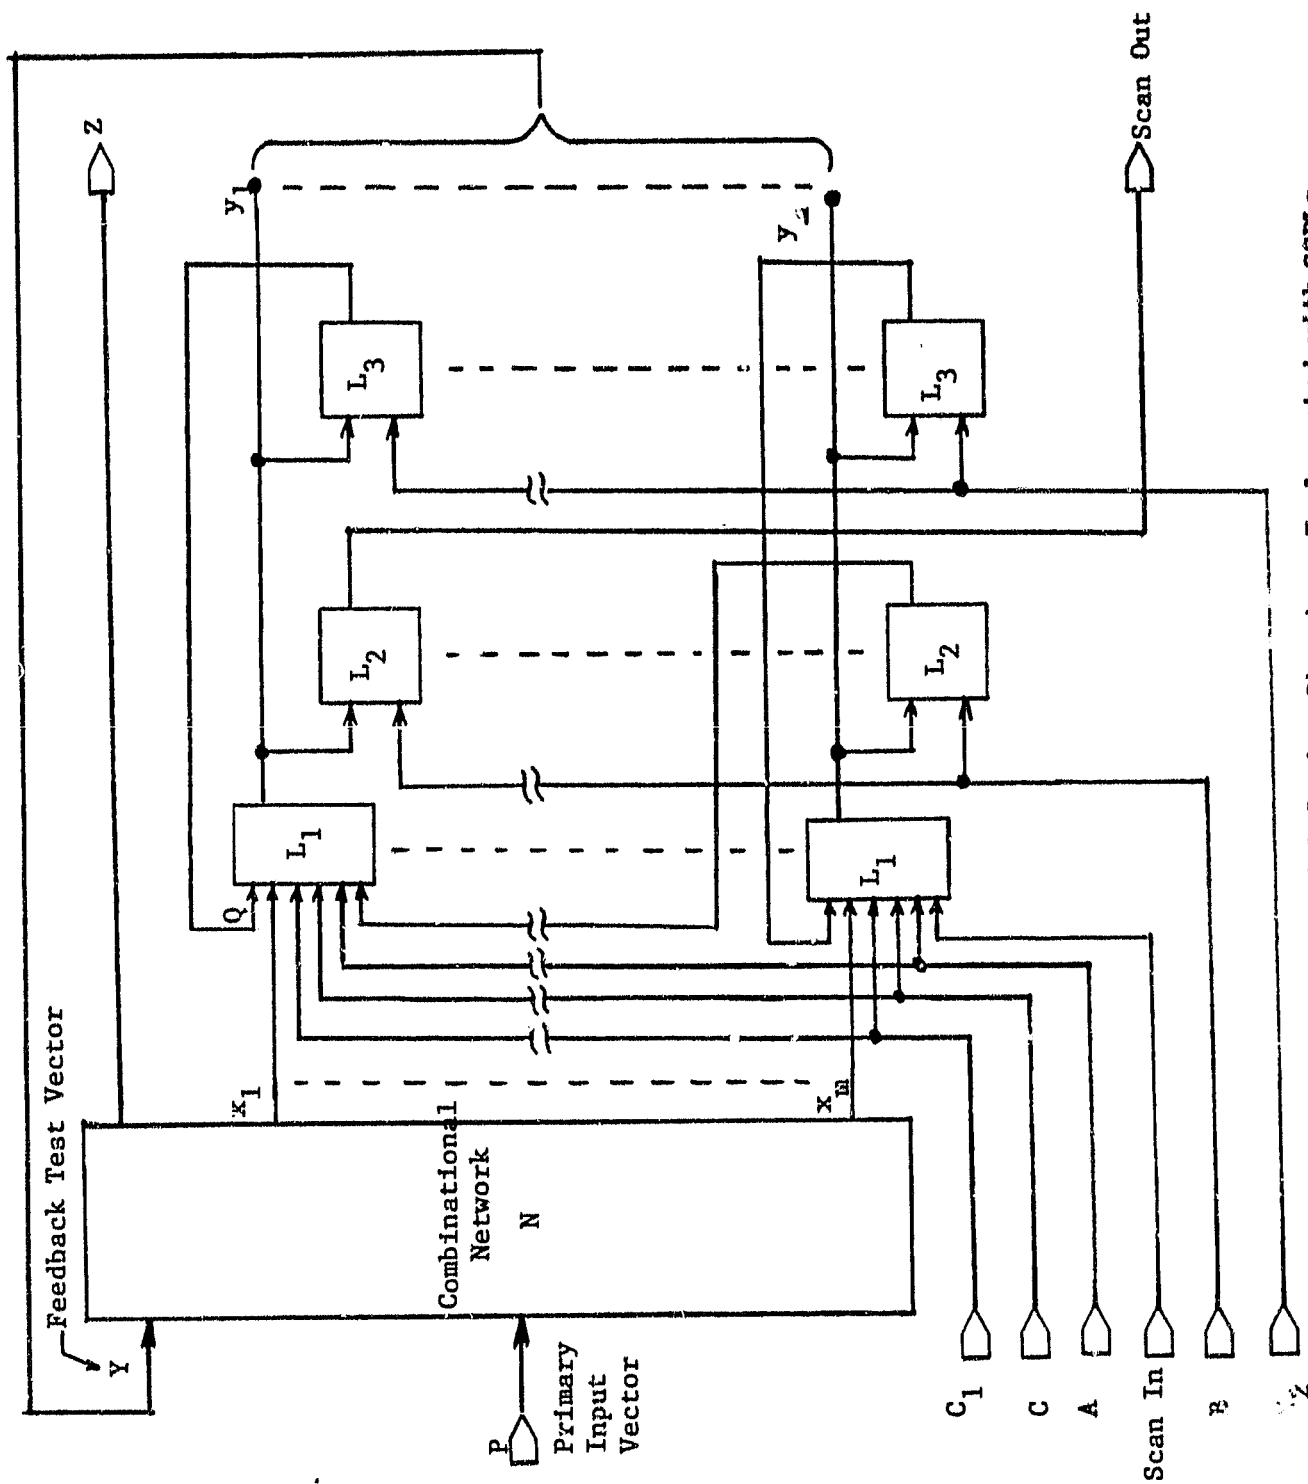 Feedback Test Vector
Y
Z
P
Primary
Input
Vector
Combinational
Network
N
x1
xm
Q
L1
L1
L2
L2
L3
L3
y1
y
C1
C
A
Scan In
B
Scan Out